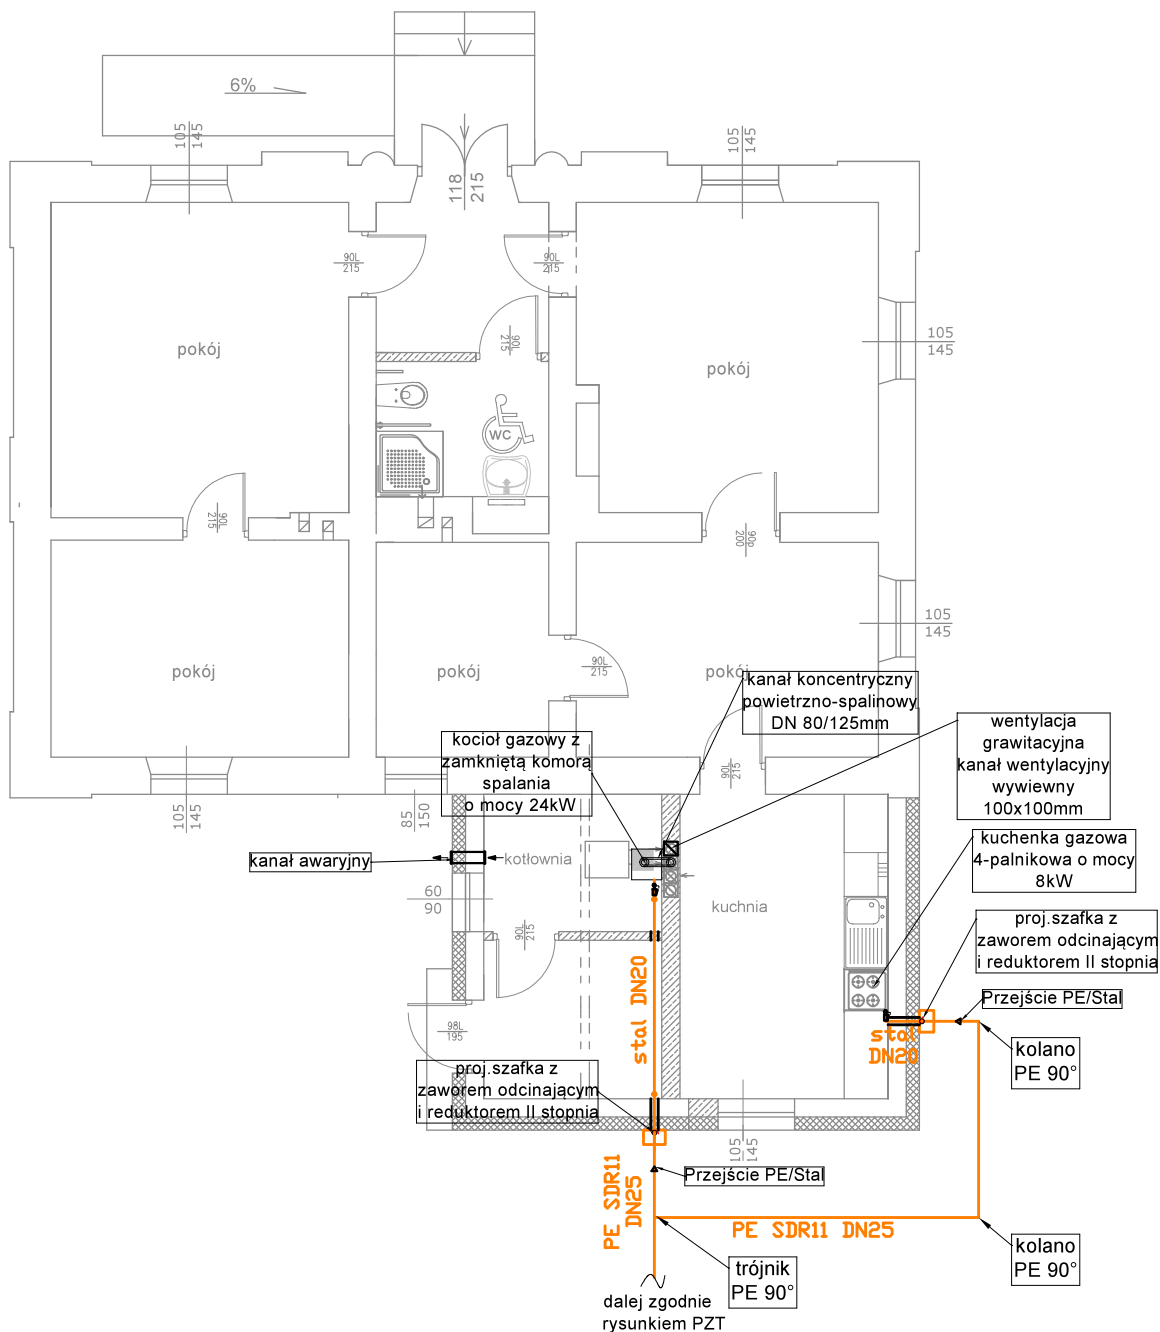 6%
105
145
105
145
118
215
90L
215
90L
215
90L
215
105
145
pokój
pokój
WC
90L
215
90p
200
105
145
90L
215
pokój
pokój
pokój
kanał koncentryczny
powietrzno-spalinowy
DN 80/125mm
wentylacja
grawitacyjna
kanał wentylacyjny
wywiewny
100x100mm
kocioł gazowy z
zamkniętą komorą
spalania
o mocy 24kW
90L
215
105
145
85
150
kanał awaryjny
kotłownia
kuchenka gazowa
4-palnikowa o mocy
8kW
60
90
kuchnia
90L
215
proj.szafka z
zaworem odcinającym
i reduktorem II stopnia
Przejście PE/Stal
stal DN20
98L
195
stal
DN20
kolano
PE 90°
proj.szafka z
zaworem odcinającym
i reduktorem II stopnia
105
145
PE SDR11
DN25
Przejście PE/Stal
PE SDR11 DN25
kolano
PE 90°
trójnik
PE 90°
dalej zgodnie
rysunkiem PZT